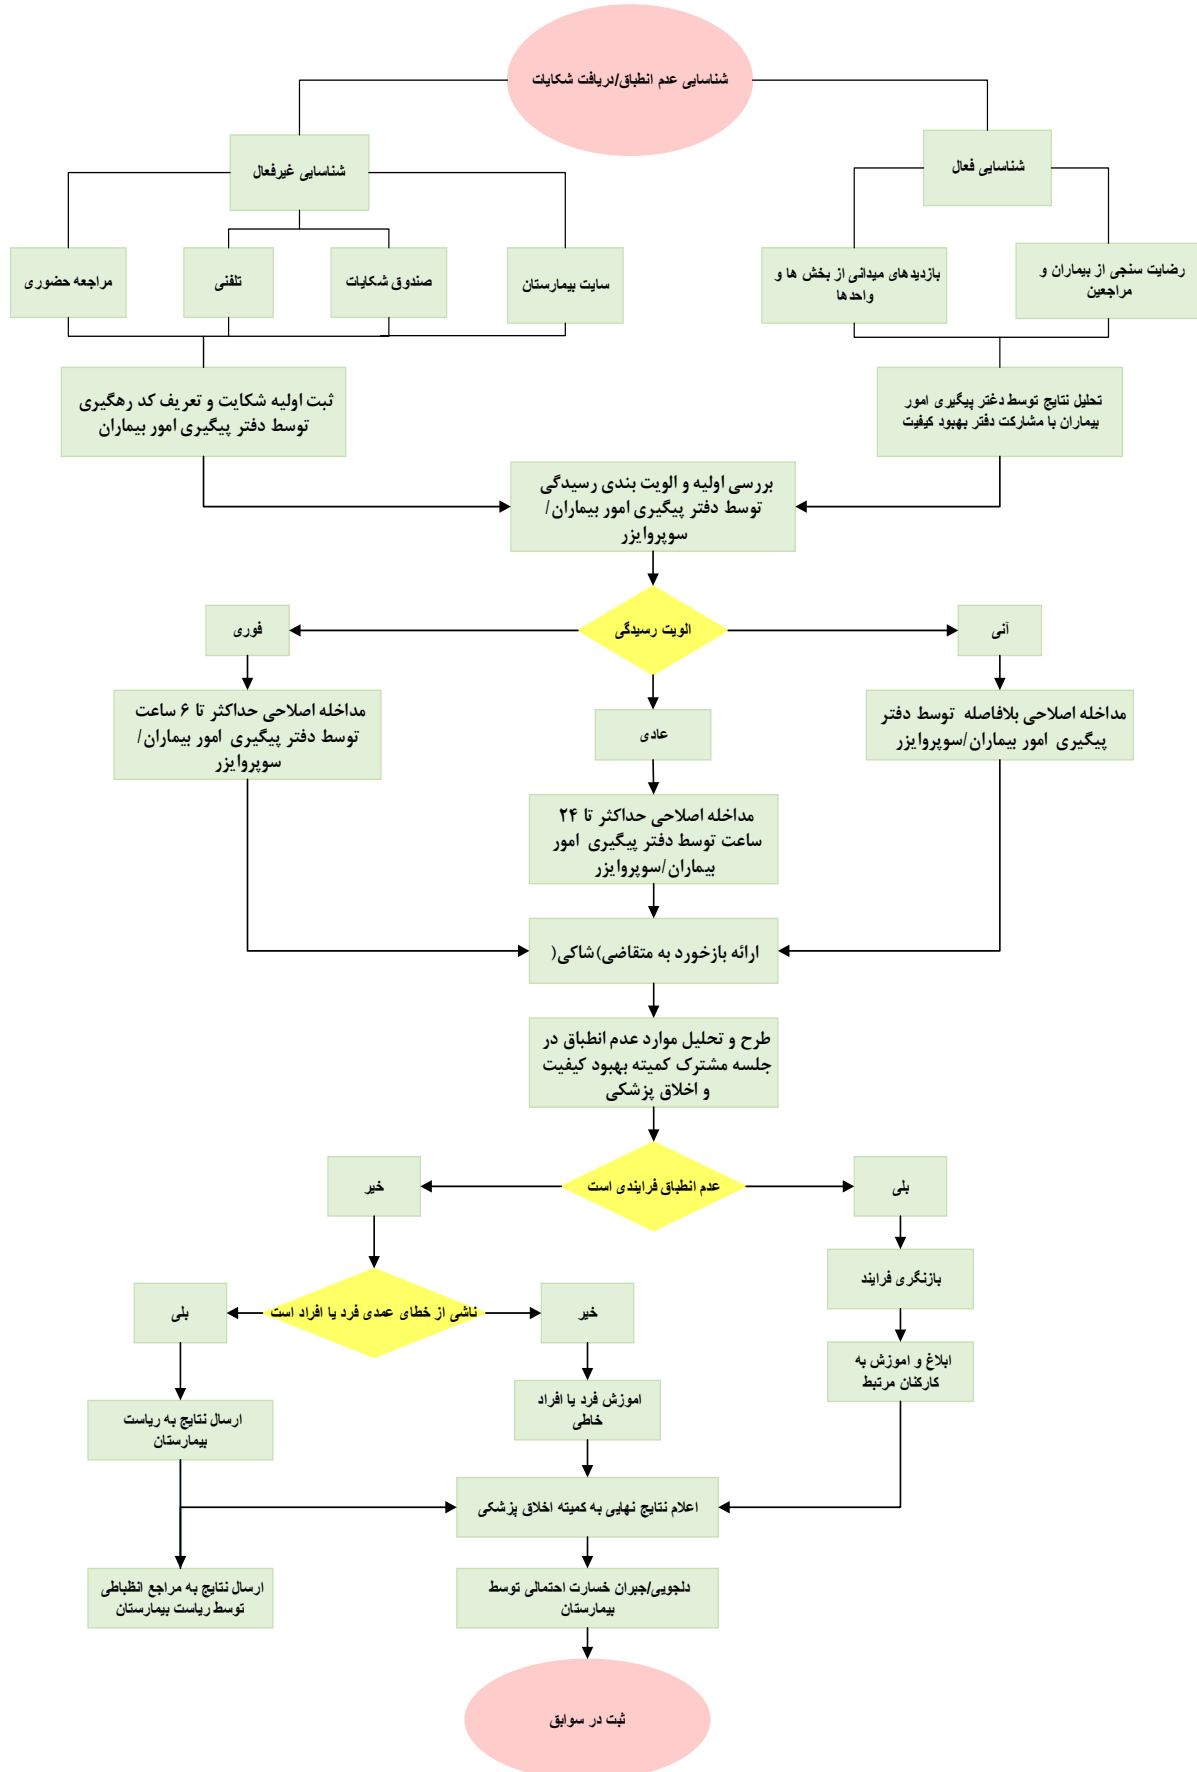 شناسایی عدم انطباق/دریافت شکایات
شناسایی فعال
شناسایی غیرفعال
رضایت سنجی از بیماران و
مراجعین
بازدیدهای میدانی از بخش ها و
واحدها
سایت بیمارستان
صندوق شکایات
تلفنی
مراجعه حضوری
تحلیل نتایج توسط دغتر پیگیری امور
بیماران با مشارکت دفتر بهبود کیفیت
ثبت اولیه شکایت و تعریف کد رهگیری
توسط دفتر پیگیری امور بیماران
بررسی اولیه و الویت بندی رسیدگی
توسط دفتر پیگیری امور بیماران/
سوپروایزر
الویت رسیدگی
آنی
فوری
مداخله اصلاحی بلافاصله توسط دفتر
پیگیری امور بیماران/سوپروایزر
مداخله اصلاحی حداکثر تا ۶ ساعت
توسط دفتر پیگیری امور بیماران/
سوپروایزر
عادی
مداخله اصلاحی حداکثر تا ۲۴
ساعت توسط دفتر پیگیری امور
بیماران/سوپروایزر
ارائه بازخورد به متقاضی)شاکی(
طرح و تحلیل موارد عدم انطباق در
جلسه مشترک کمیته بهبود کیفیت
و اخلاق پزشکی
عدم انطباق فرایندی است
بلی
خیر
بازنگری فرایند
ناشی از خطای عمدی فرد یا افراد است
خیر
بلی
ابلاغ و اموزش به
کارکنان مرتبط
اموزش فرد یا افراد
خاطی
ارسال نتایج به ریاست
بیمارستان
اعلام نتایج نهایی به کمیته اخلاق پزشکی
دلجویی/جبران خسارت احتمالی توسط
بیمارستان
ارسال نتایج به مراجع انظباطی
توسط ریاست بیمارستان
ثبت در سوابق